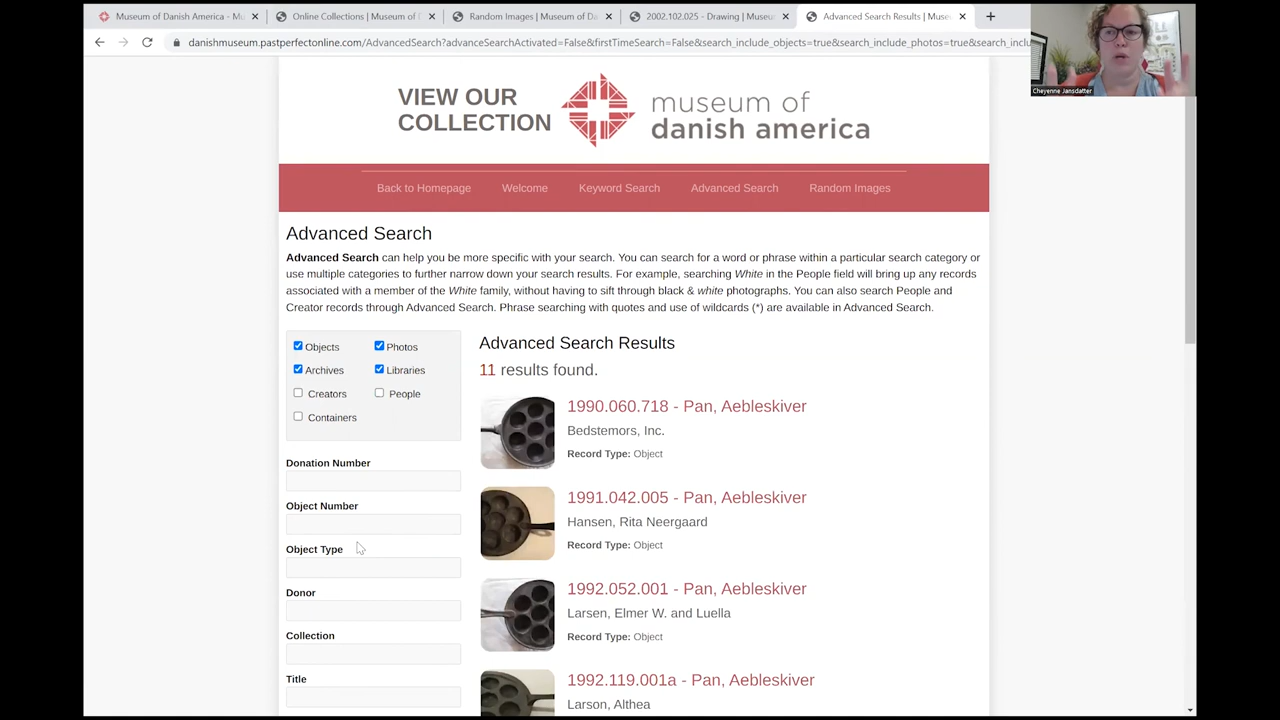 Museum of Danish America - Mu
Online Collections | Museum of
Random Images | Museum of Da
2002.102.025 - Drawing | Museu
Advanced Search Results | Muse
danishmuseum.pastperfectonline.com/AdvancedSearch?advanceSearchActivated=False&firstTimeSearch=False&search_include_objects=true&search_include_photos=true&search_inclu
Cheyenne Jansdatter
VIEW OUR
COLLECTION
museum of
danish america
Back to Homepage Welcome Keyword Search Advanced Search Random Images
Advanced Search
Advanced Search can help you be more specific with your search. You can search for a word or phrase within a particular search category or
use multiple categories to further narrow down your search results. For example, searching White in the People field will bring up any records
associated with a member of the White family, without having to sift through black & white photographs. You can also search People and
Creator records through Advanced Search. Phrase searching with quotes and use of wildcards (*) are available in Advanced Search.
Objects Photos
Archives Libraries
Creators People
Containers
Donation Number
Object Number
Object Type
Donor
Collection
Title
Advanced Search Results
11 results found.
1990.060.718 - Pan, Aebleskiver
Bedstemors, Inc.
Record Type: Object
1991.042.005 - Pan, Aebleskiver
Hansen, Rita Neergaard
Record Type: Object
1992.052.001 - Pan, Aebleskiver
Larsen, Elmer W. and Luella
Record Type: Object
1992.119.001a - Pan, Aebleskiver
Larson, Althea